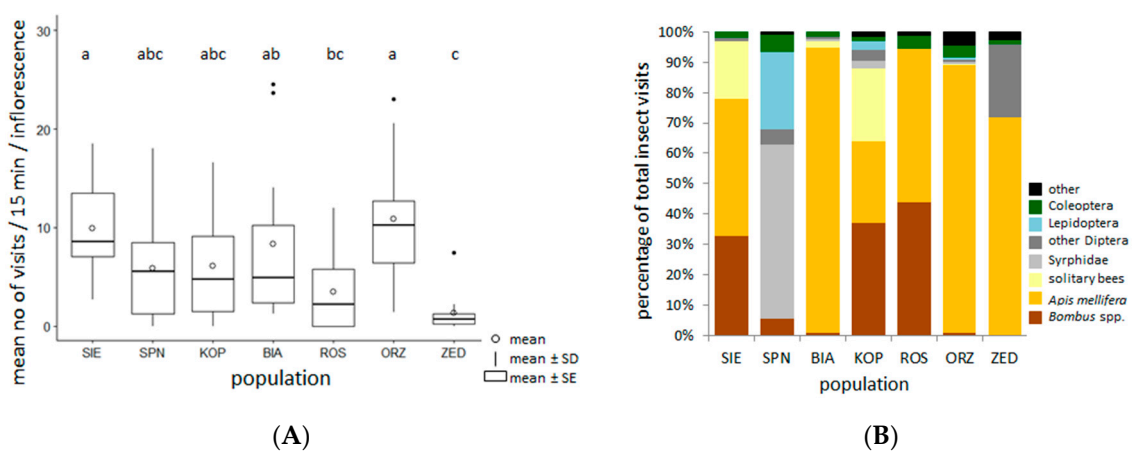 mean no of visits / 15 min / inflorescence
30
20
10
0
a abc abc ab bc a c
SIE SPN KOP BIA ROS ORZ ZED
population
mean
mean ± SD
mean ± SE
(A)
percentage of total insect visits
100%
90%
80%
70%
60%
50%
40%
30%
20%
10%
0%
SIE SPN BIA KOP ROS ORZ ZED
population
other
Coleoptera
Lepidoptera
other Diptera
Syrphidae
solitary bees
Apis mellifera
Bombus spp.
(B)